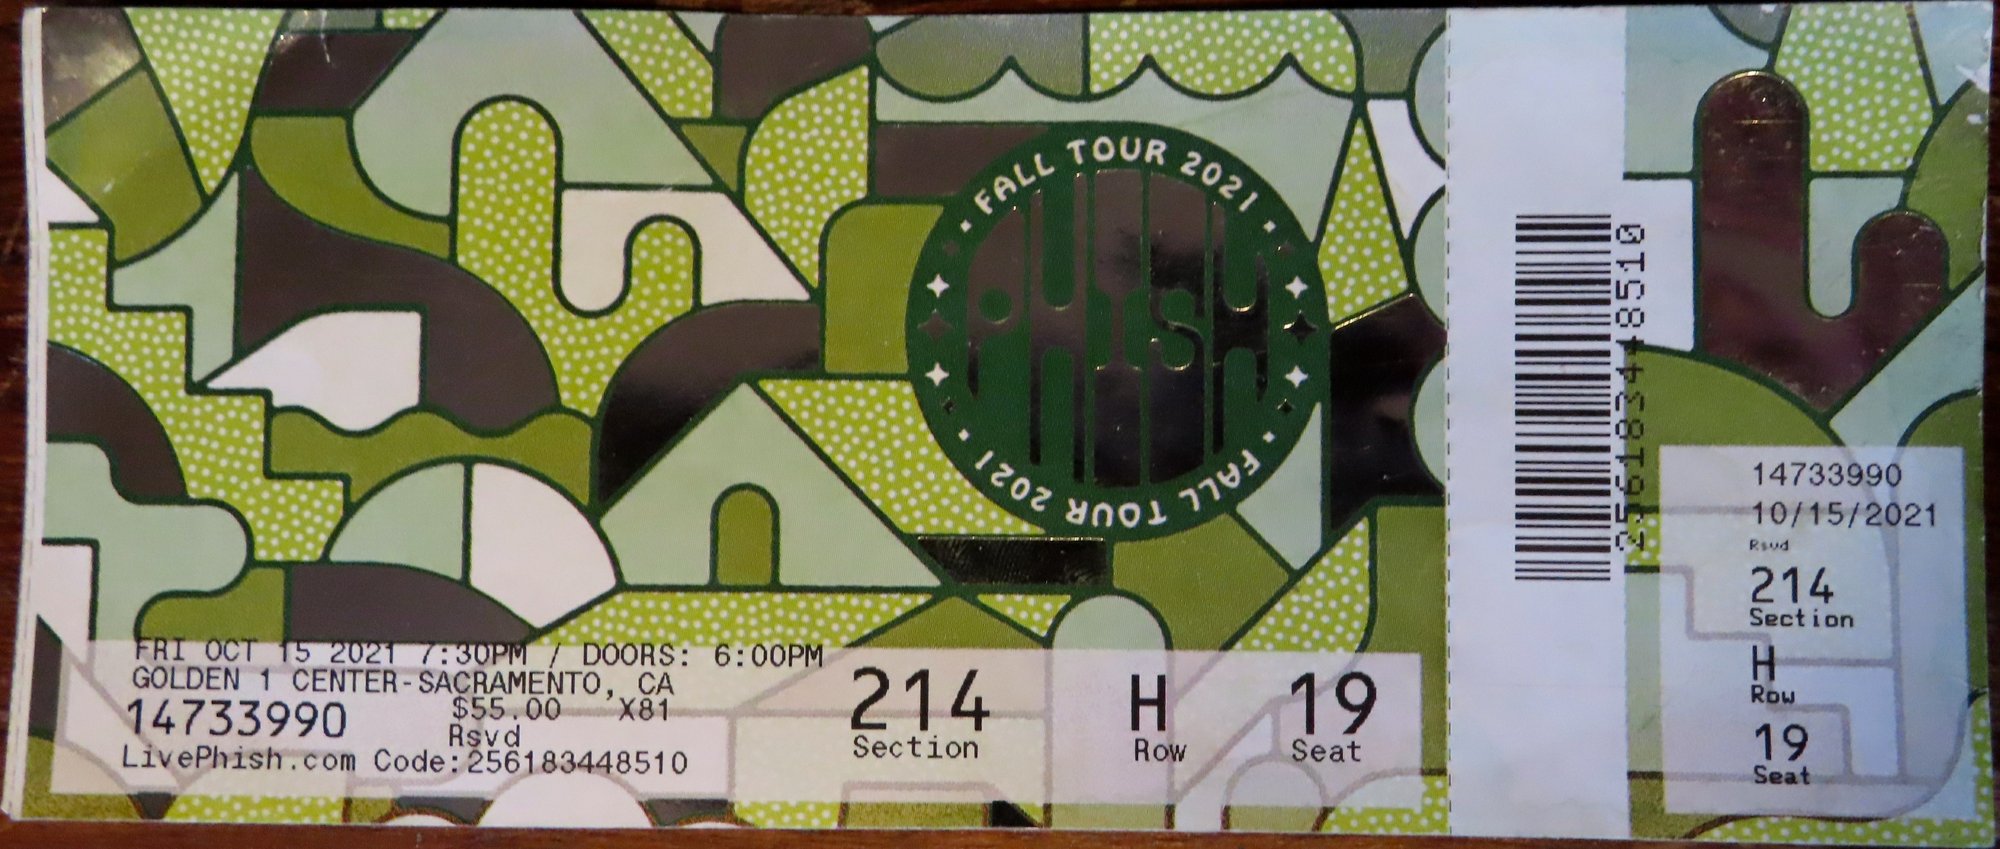 FALL TOUR 2021
PHISH
FALL TOUR 2021
FRI OCT 15 2021 7:30PM / DOORS: 6:00PM
GOLDEN 1 CENTER-SACRAMENTO, CA
14733990 $55.00 X81
Rsvd
LivePhish.com Code:256183448510
214 H 19
Section Row Seat
256183448510
14733990
10/15/2021
Rsvd
214
Section
H
Row
19
Seat